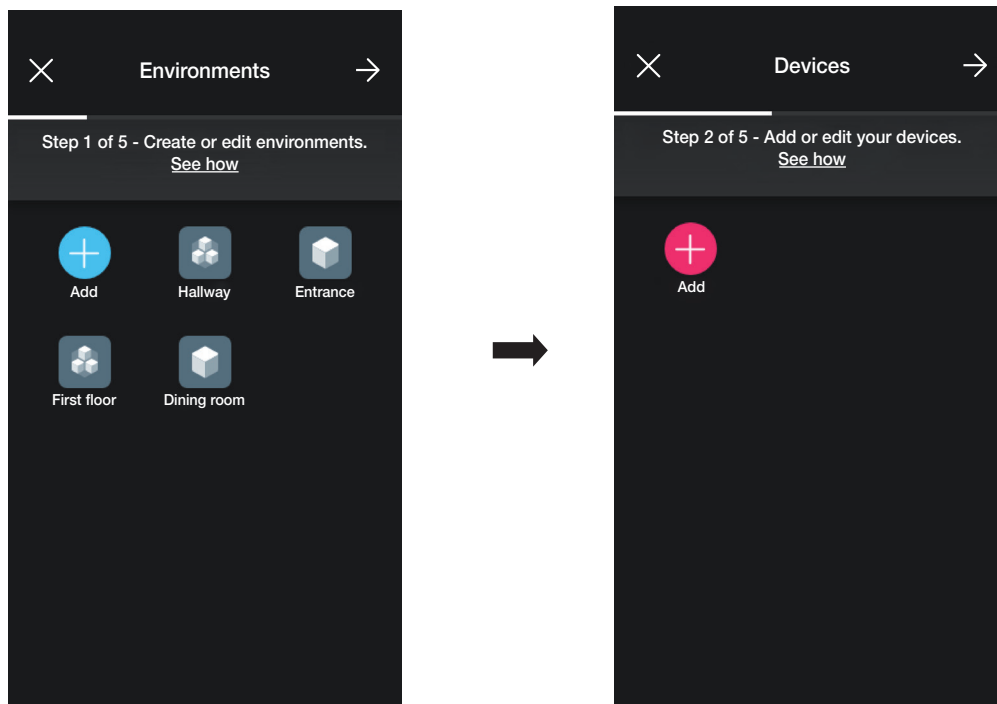 Environments
Step 1 of 5 - Create or edit environments.
See how
Add
Hallway
Entrance
First floor
Dining room
Devices
Step 2 of 5 - Add or edit your devices.
See how
Add